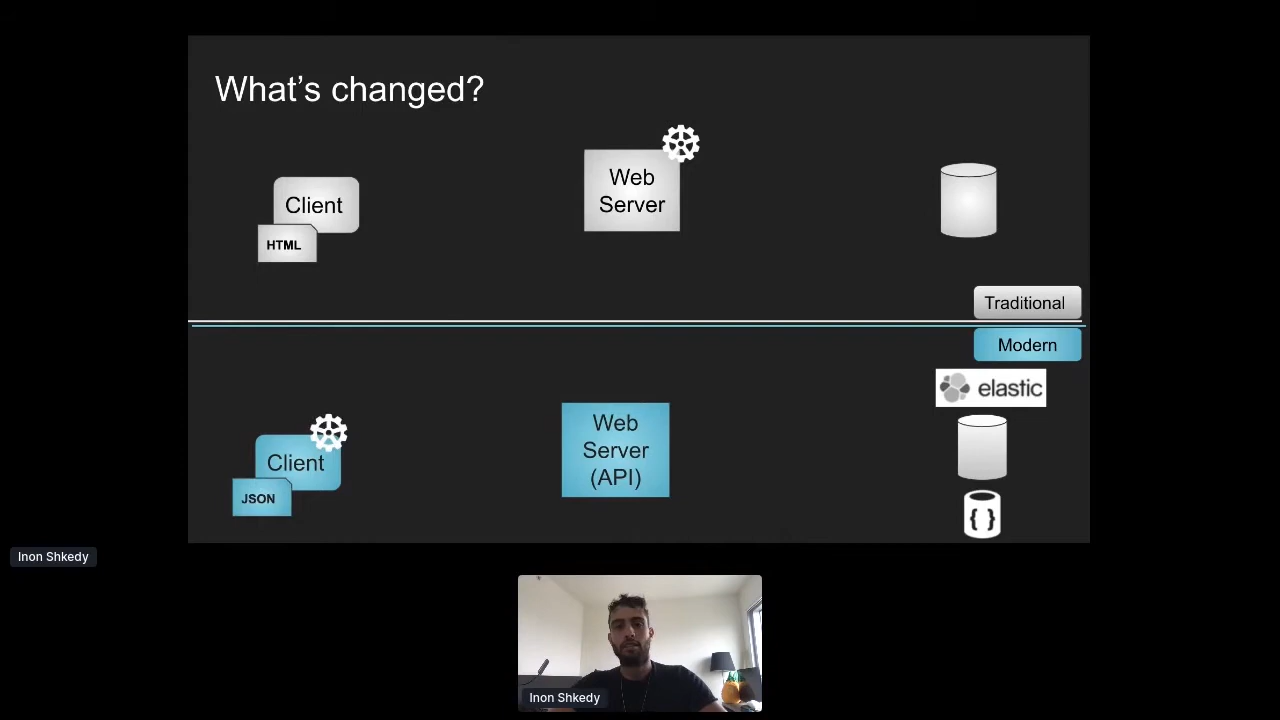 What's changed?
Client
HTML
Web
Server
Traditional
Modern
elastic
Client
JSON
Web
Server
(API)
{ }
Inon Shkedy
Inon Shkedy